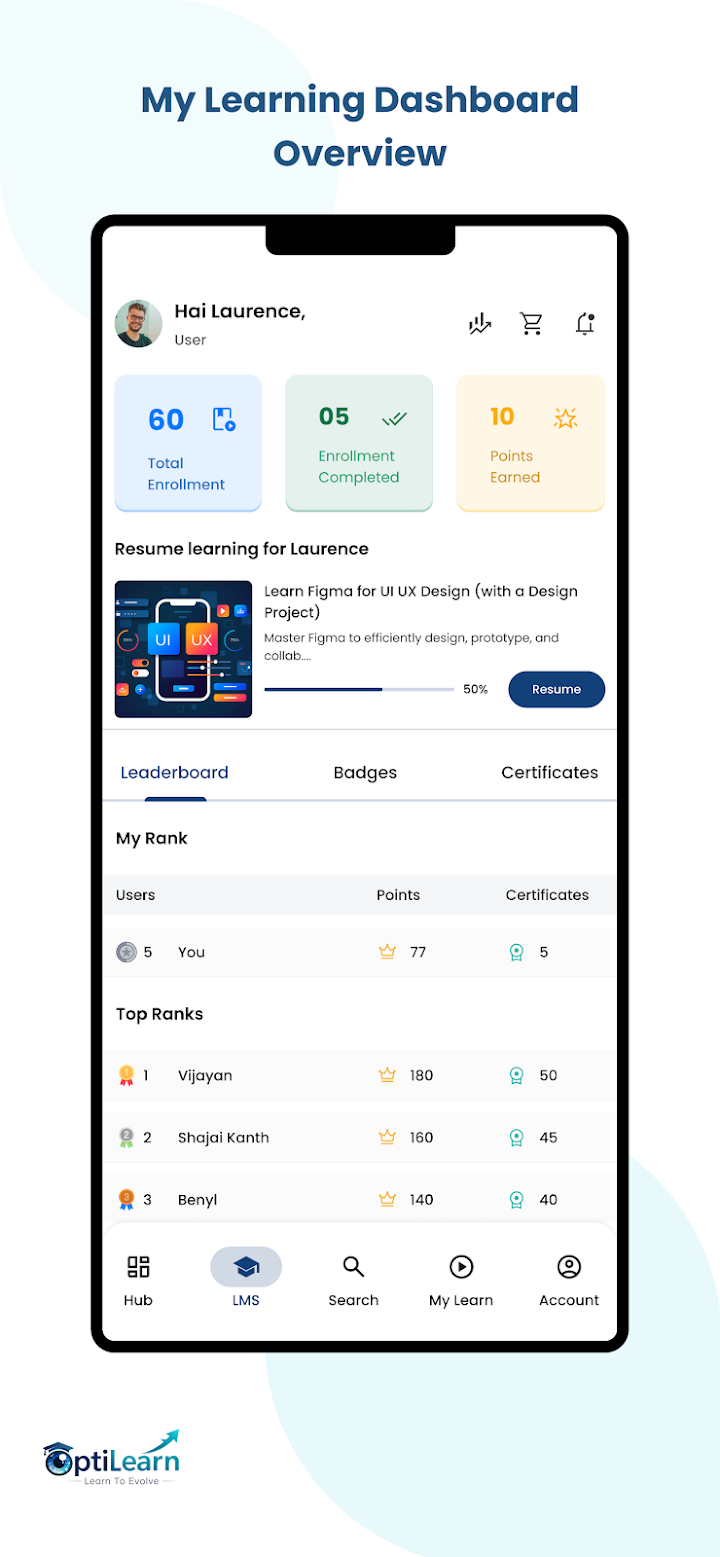 My Learning Dashboard
Overview
Hai Laurence,
User
60
Total
Enrollment
05
Enrollment
Completed
10
Points
Earned
Resume learning for Laurence
UI UX
Learn Figma for UI UX Design (with a Design
Project)
Master Figma to efficiently design, prototype, and
collab....
50%
Resume
Leaderboard Badges Certificates
My Rank
Users Points Certificates
5 You 77 5
Top Ranks
1 1 Vijayan 180 50
2 2 Shajai Kanth 160 45
3 3 Benyl 140 40
Hub LMS Search My Learn Account
OptiLearn
Learn To Evolve